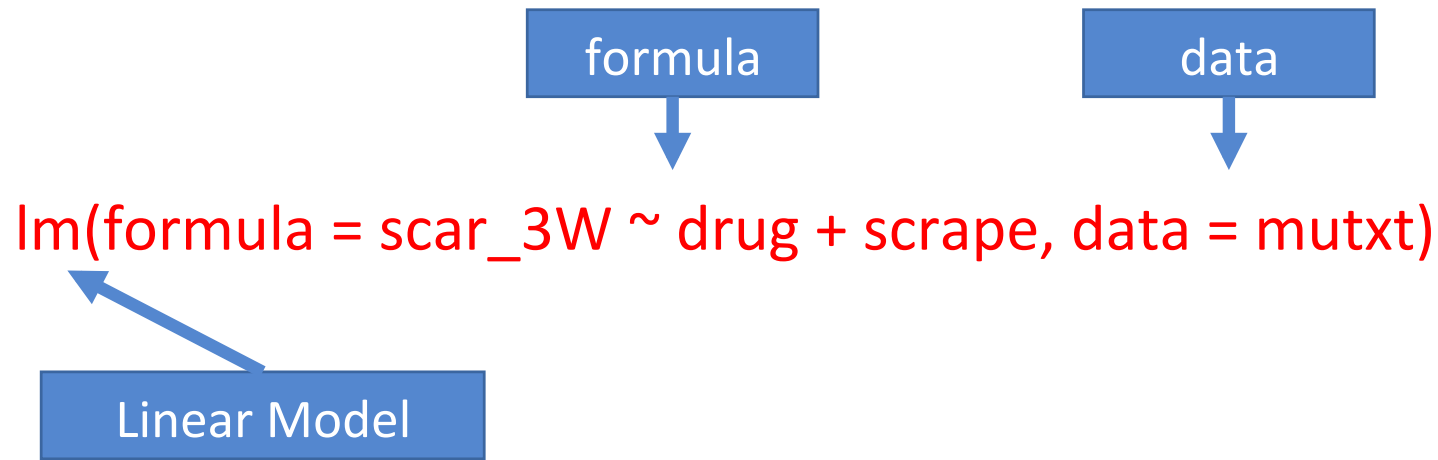 formula
data
lm(formula = scar_3W ~ drug + scrape, data = mutxt)
Linear Model